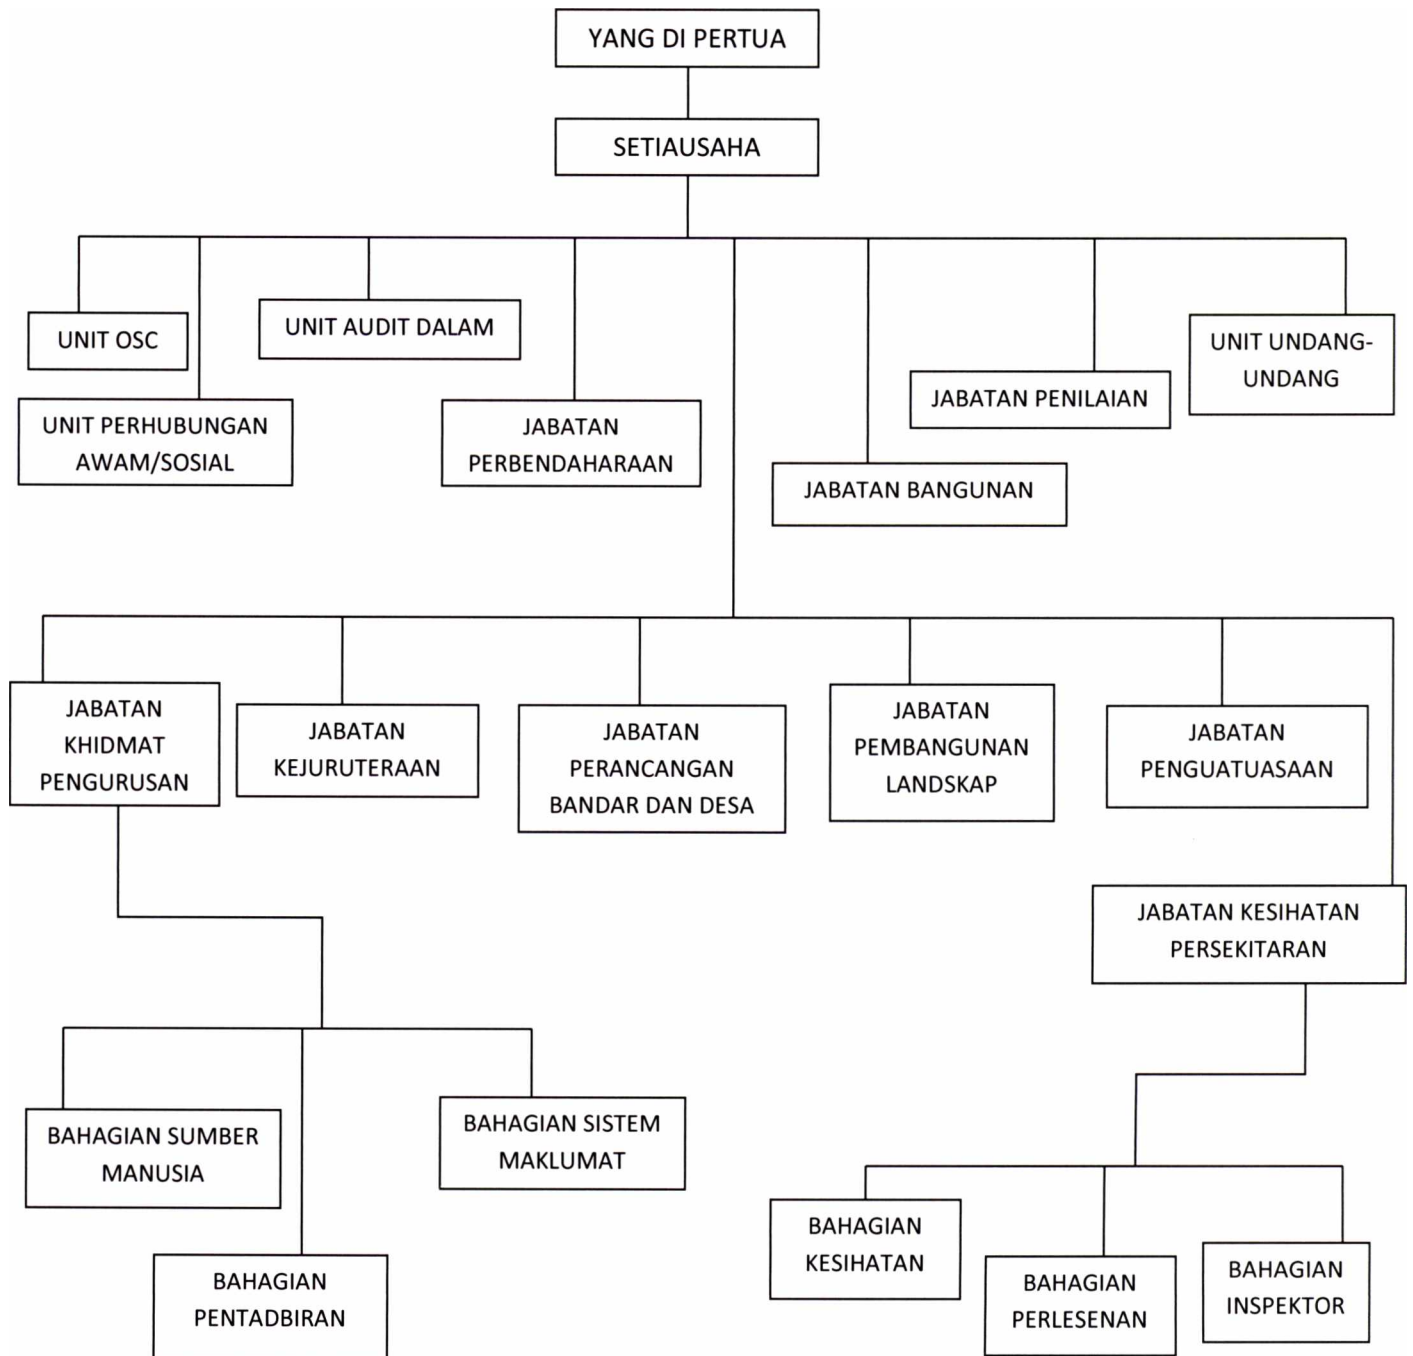 YANG DI PERTUA
SETIAUSAHA
UNIT OSC
UNIT AUDIT DALAM
UNIT UNDANG-
UNDANG
UNIT PERHUBUNGAN
AWAM/SOSIAL
JABATAN
PERBENDAHARAAN
JABATAN PENILAIAN
JABATAN BANGUNAN
JABATAN
KHIDMAT
PENGURUSAN
JABATAN
KEJURUTERAAN
JABATAN
PERANCANGAN
BANDAR DAN DESA
JABATAN
PEMBANGUNAN
LANDSKAP
JABATAN
PENGUATUASAAN
JABATAN KESIHATAN
PERSEKITARAN
BAHAGIAN SUMBER
MANUSIA
BAHAGIAN SISTEM
MAKLUMAT
BAHAGIAN
PENTADBIRAN
BAHAGIAN
KESIHATAN
BAHAGIAN
PERLESENAN
BAHAGIAN
INSPEKTOR